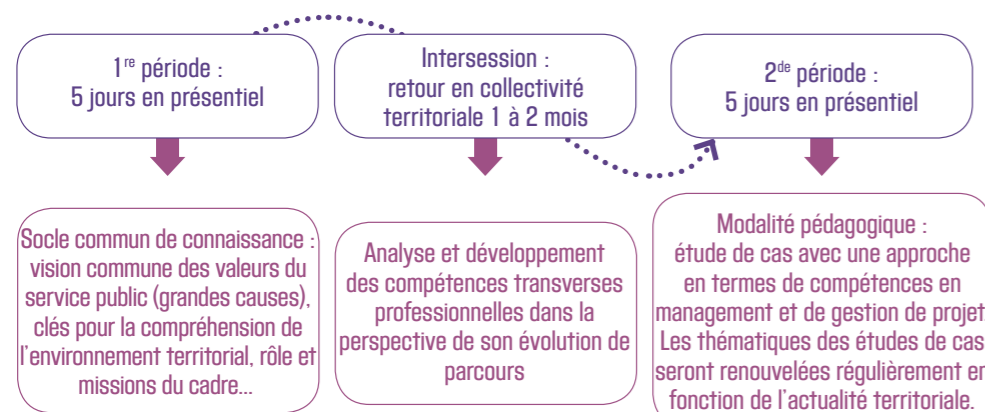 1re période :
5 jours en présentiel
Intersession :
retour en collectivité
territoriale 1 à 2 mois
2de période :
5 jours en présentiel
Socle commun de connaissance :
vision commune des valeurs du
service public (grandes causes),
clés pour la compréhension de
l'environnement territorial, rôle et
missions du cadre...
Analyse et développement
des compétences transverses
professionnelles dans la
perspective de son évolution de
parcours
Modalité pédagogique :
étude de cas avec une approche
en termes de compétences en
management et de gestion de projet.
Les thématiques des études de cas
seront renouvelées régulièrement en
fonction de l'actualité territoriale.